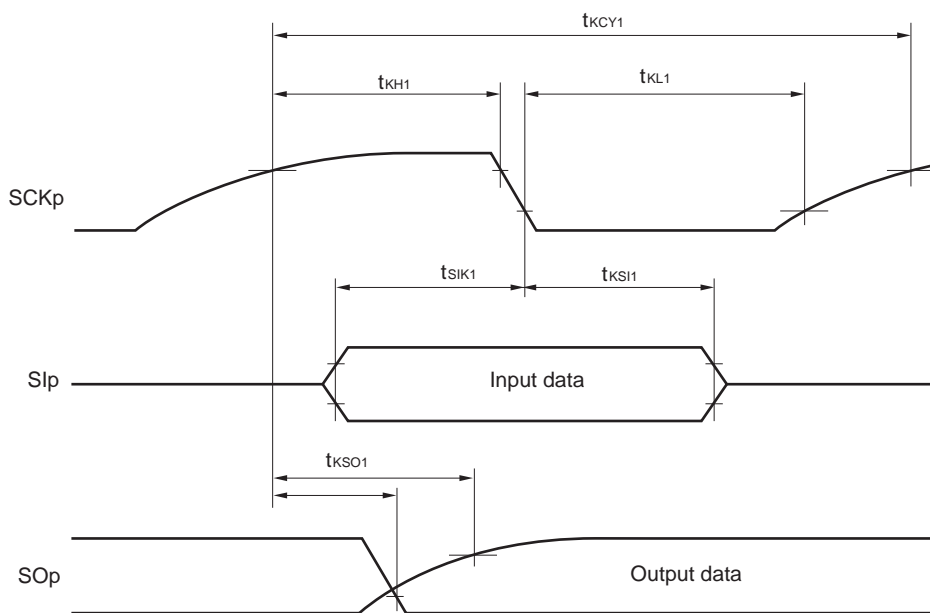 tKCY1
tKH1
tKL1
SCKp
tSIK1
tKSI1
SIp
Input data
tKSO1
SOp
Output data